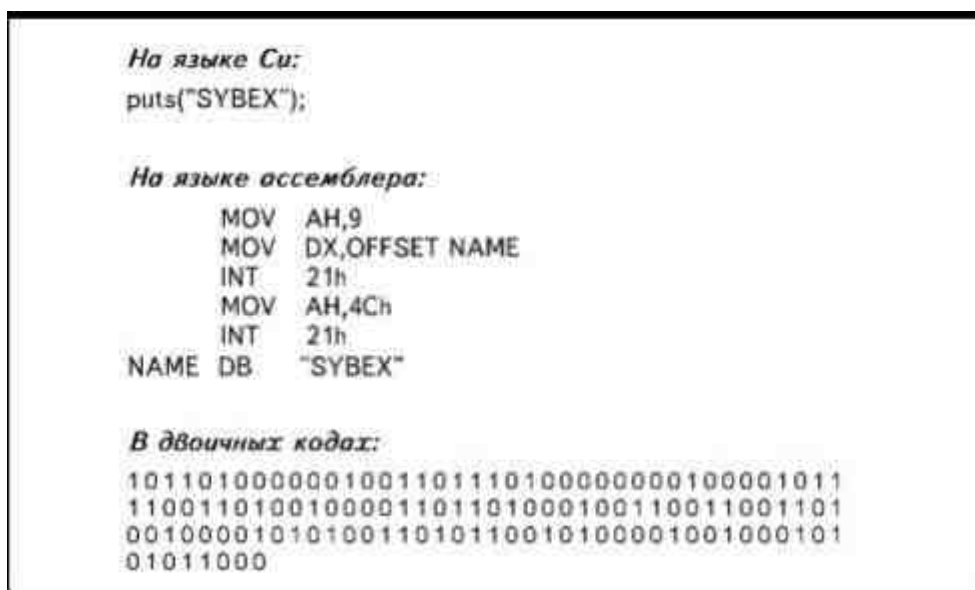 На языке Си:
puts("SYBEX");
На языке ассемблера:
MOV AH,9
MOV DX,OFFSET NAME
INT 21h
MOV AH,4Ch
INT 21h
NAME DB "SYBEX"
В двоичных кодах:
1011010000001001101110100000000100001011
1100110100100001101101000100110011001101
0010000101010011010110010100001001000101
01011000